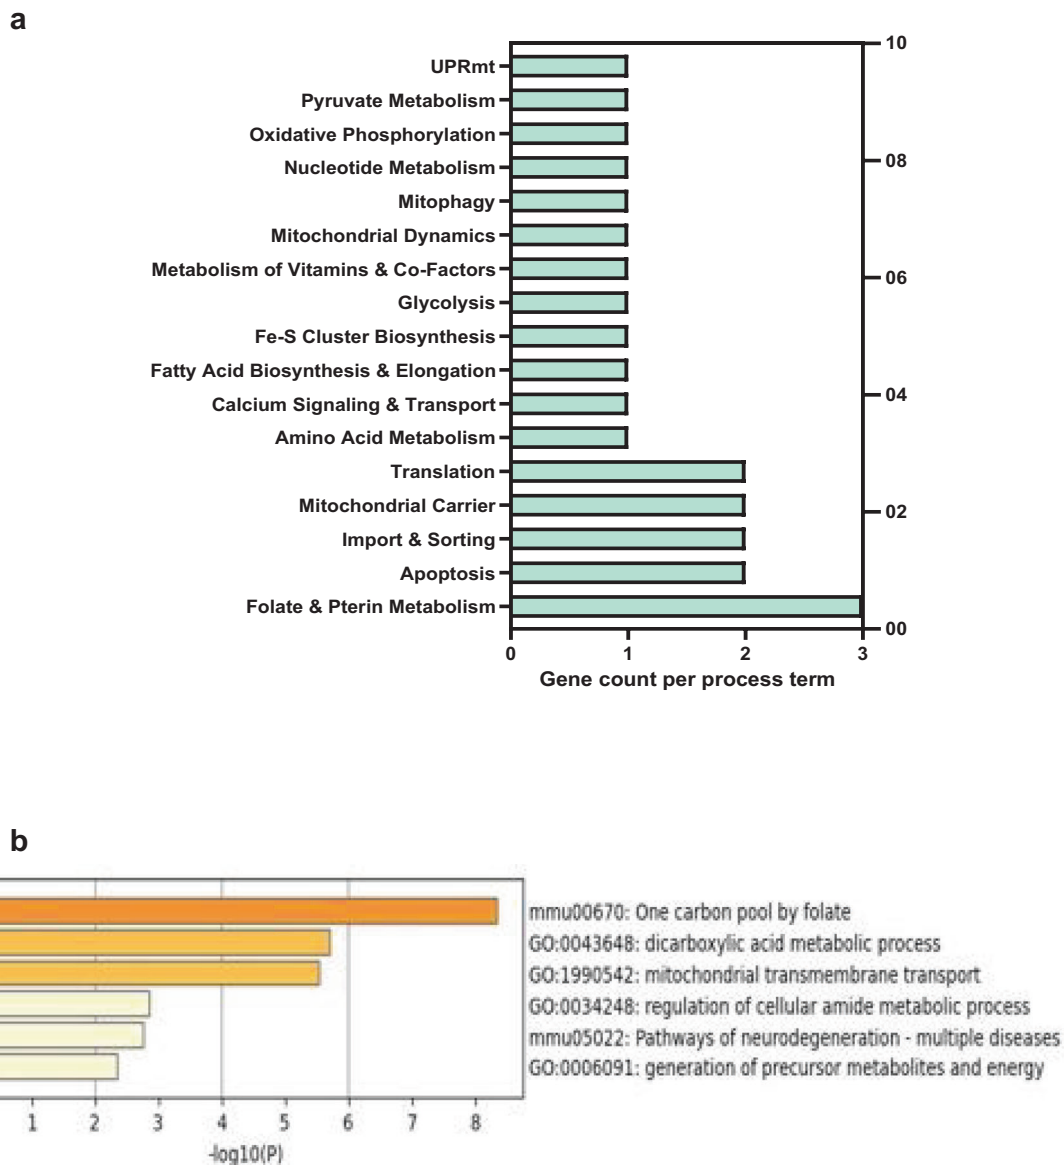 a
UPRmt
Pyruvate Metabolism
Oxidative Phosphorylation
Nucleotide Metabolism
Mitophagy
Mitochondrial Dynamics
Metabolism of Vitamins & Co-Factors
Glycolysis
Fe-S Cluster Biosynthesis
Fatty Acid Biosynthesis & Elongation
Calcium Signaling & Transport
Amino Acid Metabolism
Translation
Mitochondrial Carrier
Import & Sorting
Apoptosis
Folate & Pterin Metabolism
10
08
06
04
02
00
0 1 2 3
Gene count per process term
b
mmu00670: One carbon pool by folate
GO:0043648: dicarboxylic acid metabolic process
GO:1990542: mitochondrial transmembrane transport
GO:0034248: regulation of cellular amide metabolic process
mmu05022: Pathways of neurodegeneration - multiple diseases
GO:0006091: generation of precursor metabolites and energy
1 2 3 4 5 6 7 8
-log10(P)